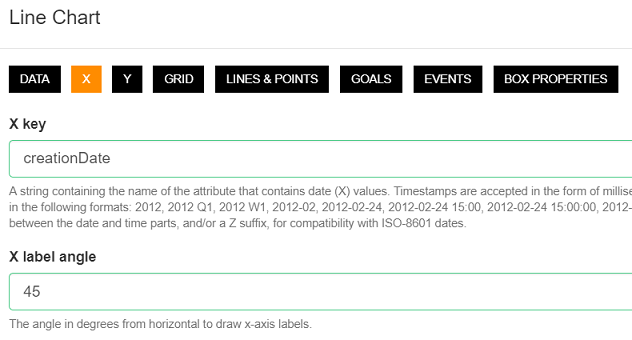 Line Chart
DATA X Y GRID LINES & POINTS GOALS EVENTS BOX PROPERTIES
X key
creationDate
A string containing the name of the attribute that contains date (X) values. Timestamps are accepted in the form of
in the following formats: 2012, 2012 Q1, 2012 W1, 2012-02, 2012-02-24, 2012-02-24 15:00, 2012-02-24 15:00:00, 2012-
between the date and time parts, and/or a Z suffix, for compatibility with ISO-8601 dates.
X label angle
45
The angle in degrees from horizontal to draw x-axis labels.